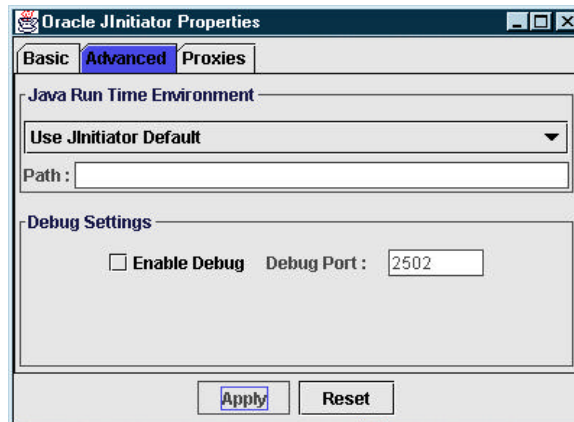 Oracle JInitiator Properties
Basic Advanced Proxies
Java Run Time Environment
Use JInitiator Default
Path :
Debug Settings
Enable Debug Debug Port : 2502
Apply Reset